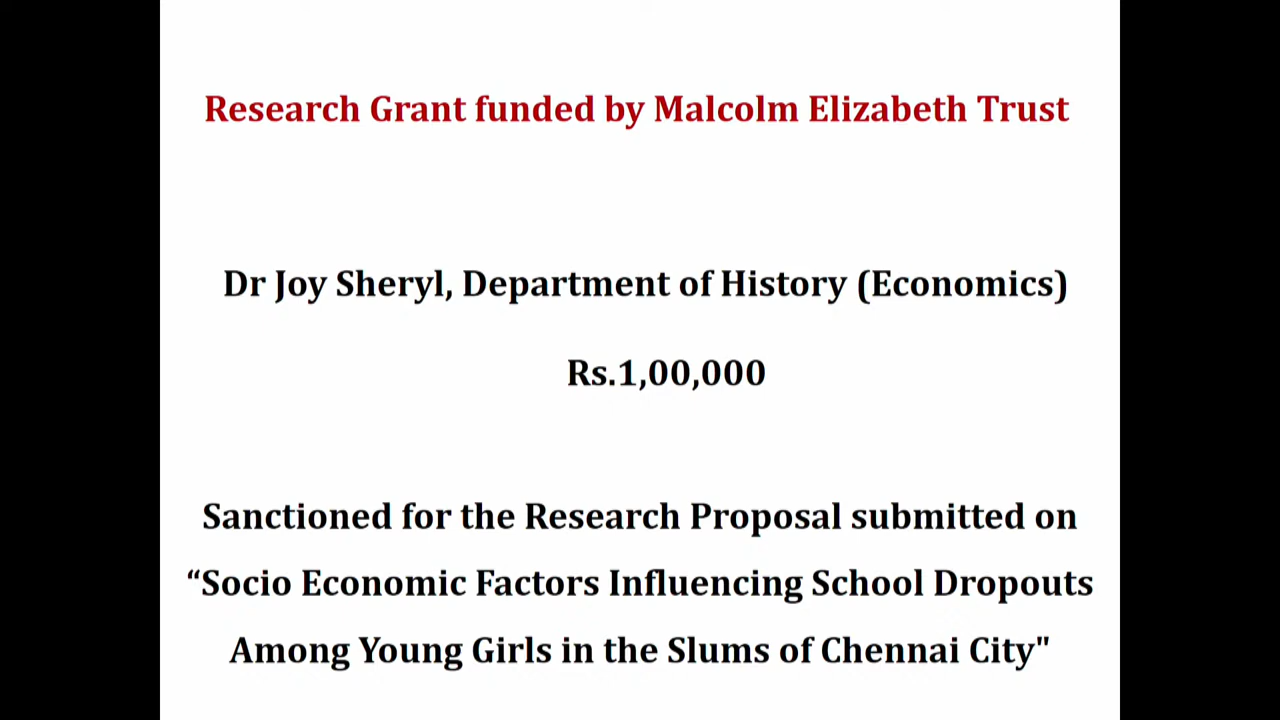 Research Grant funded by Malcolm Elizabeth Trust
Dr Joy Sheryl, Department of History (Economics)
Rs.1,00,000
Sanctioned for the Research Proposal submitted on
“Socio Economic Factors Influencing School Dropouts
Among Young Girls in the Slums of Chennai City"